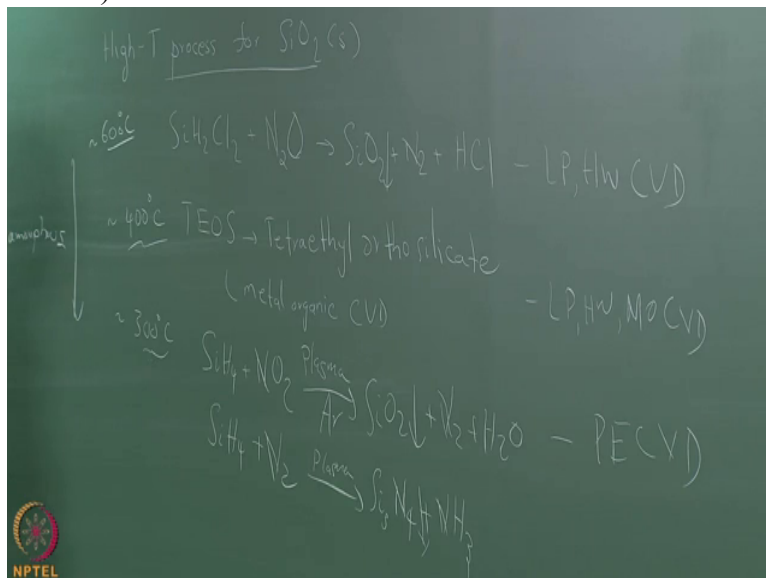 High-T process for SiO2(s)
~600°C SiH2Cl2 + N2O → SiO2↓ + N2 + HCl - LP, HW CVD
amorphous
~ 400°C TEOS → Tetraethyl orthosilicate
(metal organic CVD - LP, HW, MO CVD
~ 300°C
SiH4 + NO2 Plasma Ar → SiO2↓ + N2 + H2O - PECVD
SiH4 + N2 Plasma → Si3N4↓ NH3
NPTEL